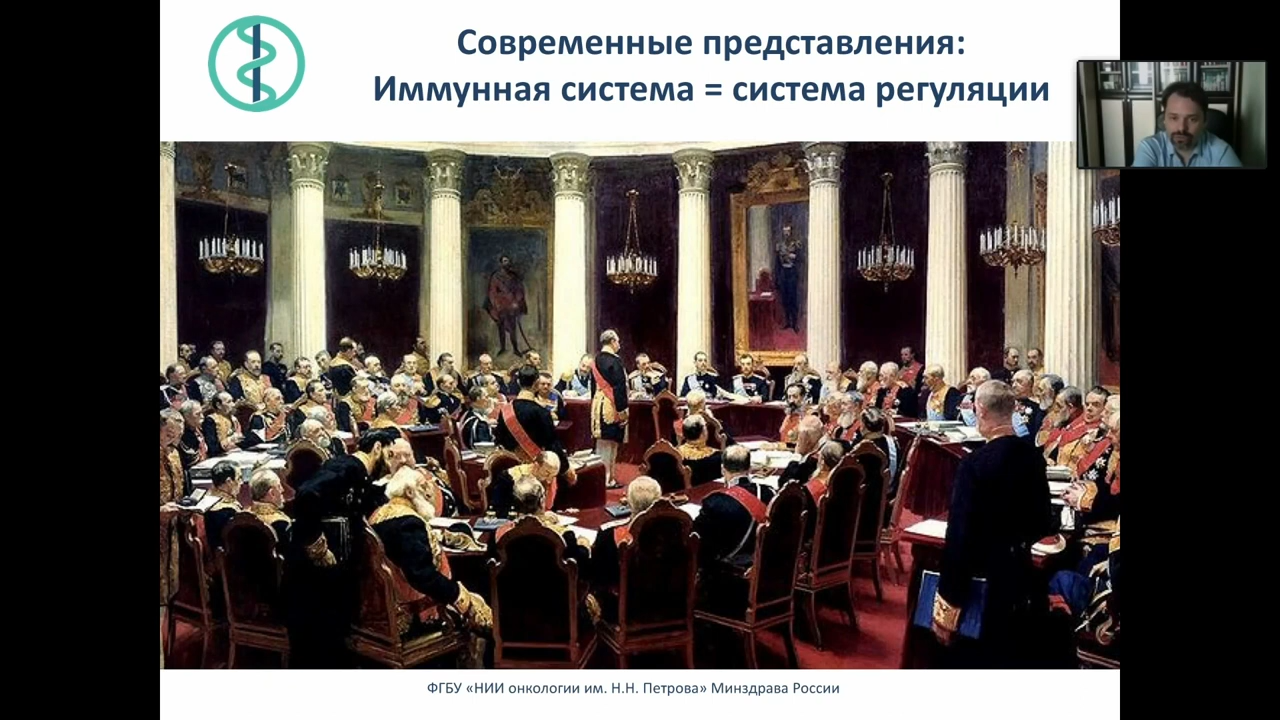 Современные представления:
Иммунная система = система регуляции
ФГБУ «НИИ онкологии им. Н.Н. Петрова» Минздрава России